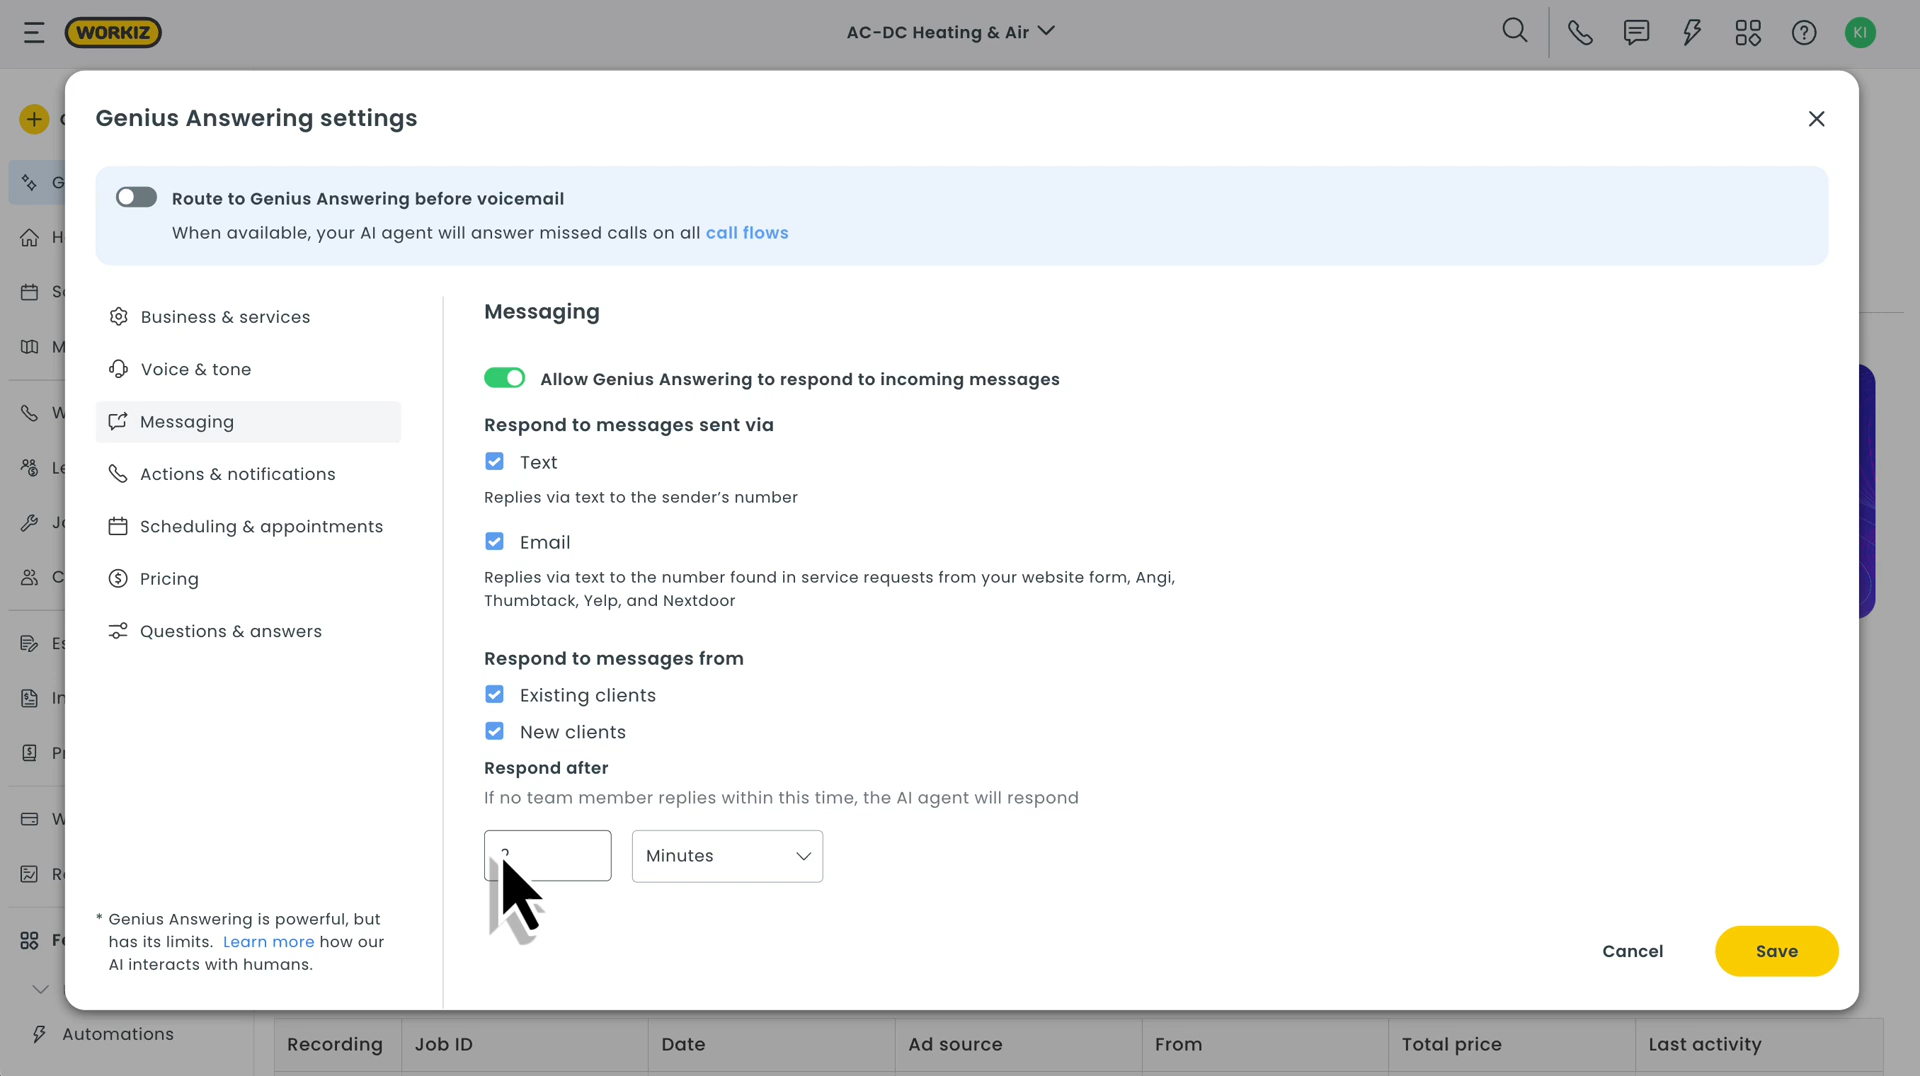 WORKIZ
AC-DC Heating & Air
KI
Genius Answering settings
Route to Genius Answering before voicemail
When available, your AI agent will answer missed calls on all call flows
Business & services
Voice & tone
Messaging
Actions & notifications
Scheduling & appointments
Pricing
Questions & answers
* Genius Answering is powerful, but
has its limits. Learn more how our
AI interacts with humans.
Messaging
Allow Genius Answering to respond to incoming messages
Respond to messages sent via
Text
Replies via text to the sender's number
Email
Replies via text to the number found in service requests from your website form, Angi,
Thumbtack, Yelp, and Nextdoor
Respond to messages from
Existing clients
New clients
Respond after
If no team member replies within this time, the AI agent will respond
Minutes
Cancel
Save
Automations
Recording
Job ID
Date
Ad source
From
Total price
Last activity